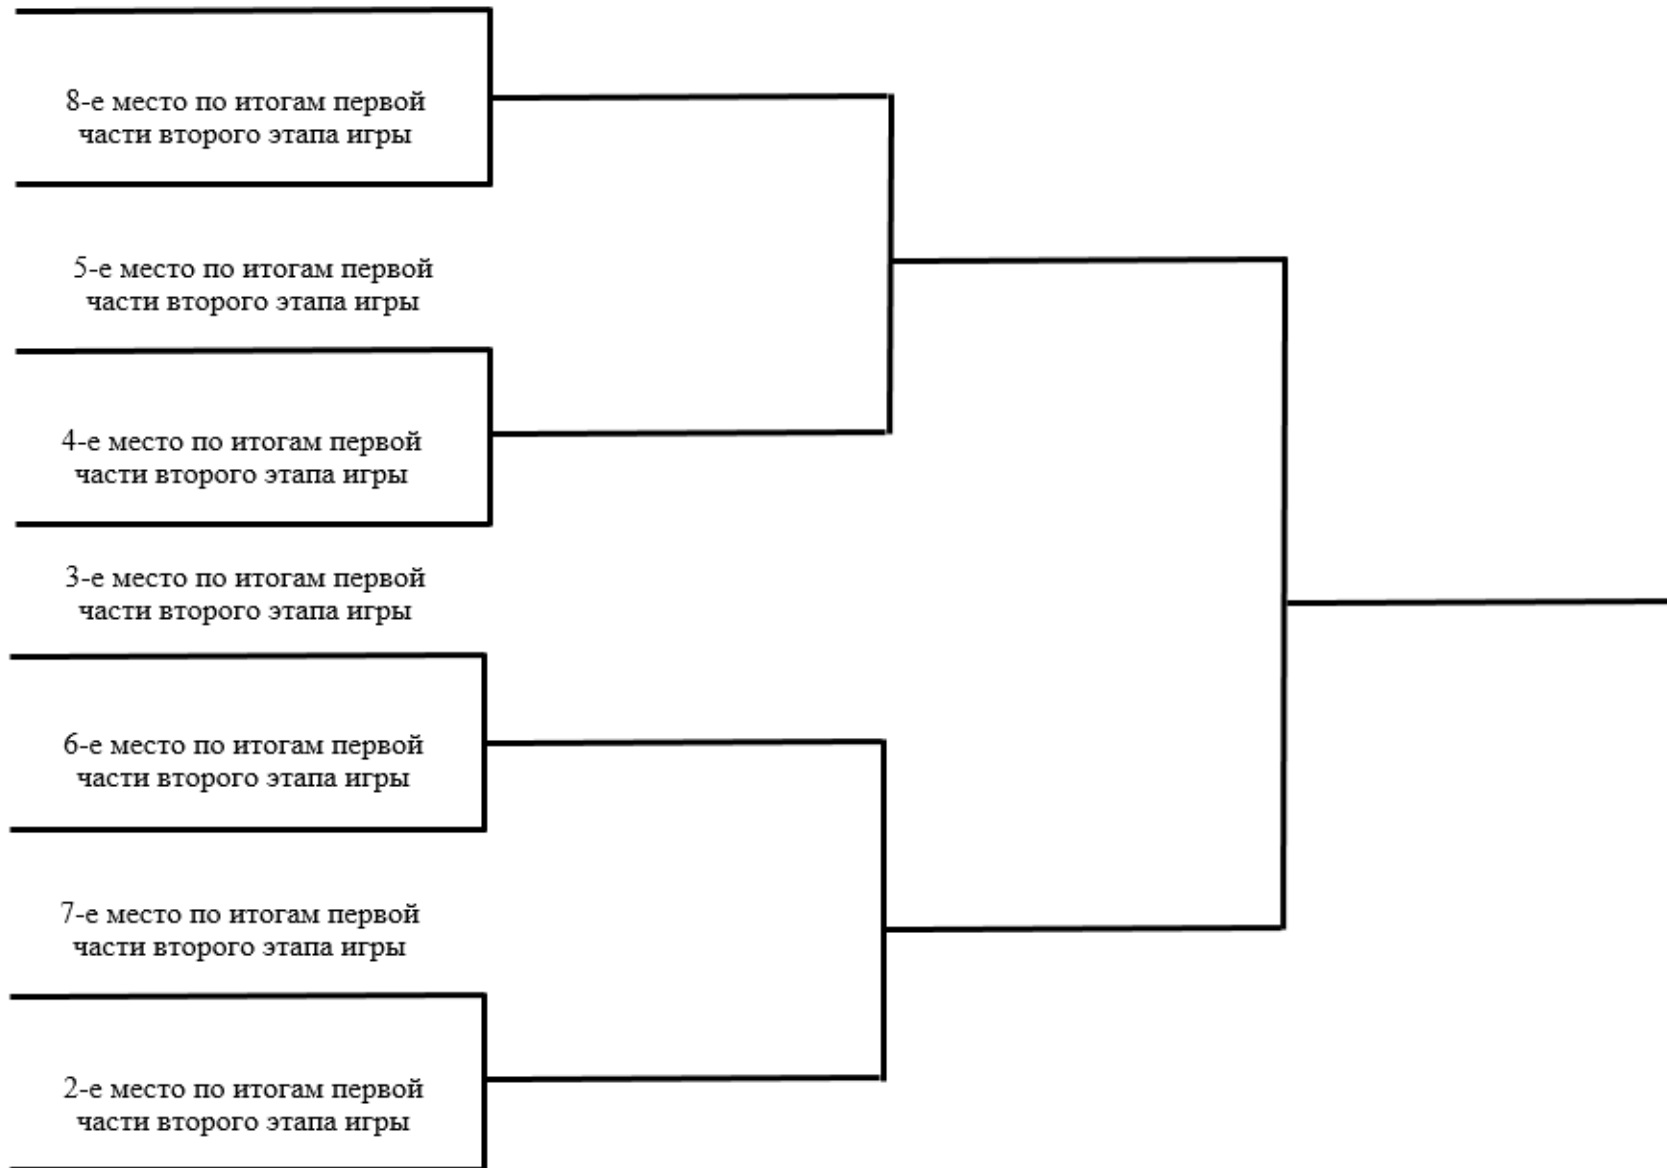 8-е место по итогам первой
части второго этапа игры
5-е место по итогам первой
части второго этапа игры
4-е место по итогам первой
части второго этапа игры
3-е место по итогам первой
части второго этапа игры
6-е место по итогам первой
части второго этапа игры
7-е место по итогам первой
части второго этапа игры
2-е место по итогам первой
части второго этапа игры